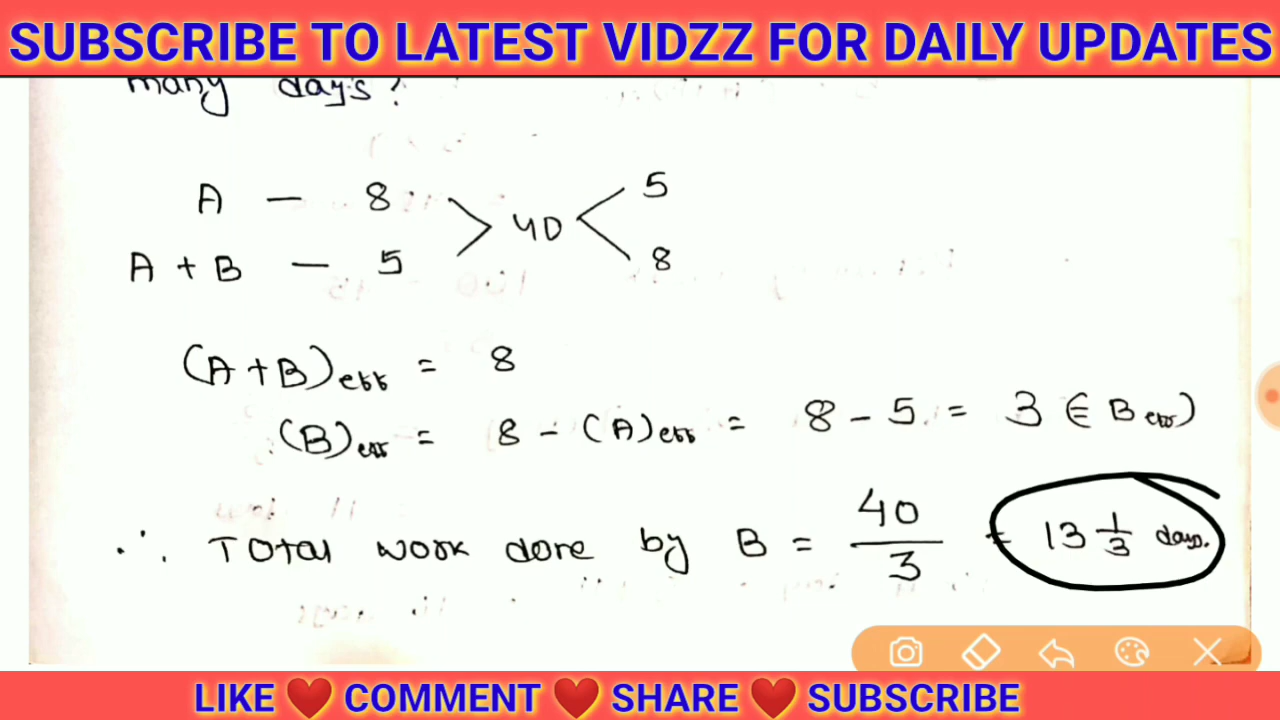 SUBSCRIBE TO LATEST VIDZZ FOR DAILY UPDATES
many days?
A — 8 > 40 < 5
A + B — 5 8
(A+B)eff = 8
(B)eff = 8 - (A)eff = 8 - 5 = 3 (∈ B eff)
∴ Total work done by B = 40/3 = 13 1/3 days.
LIKE ❤ COMMENT ❤ SHARE ❤ SUBSCRIBE